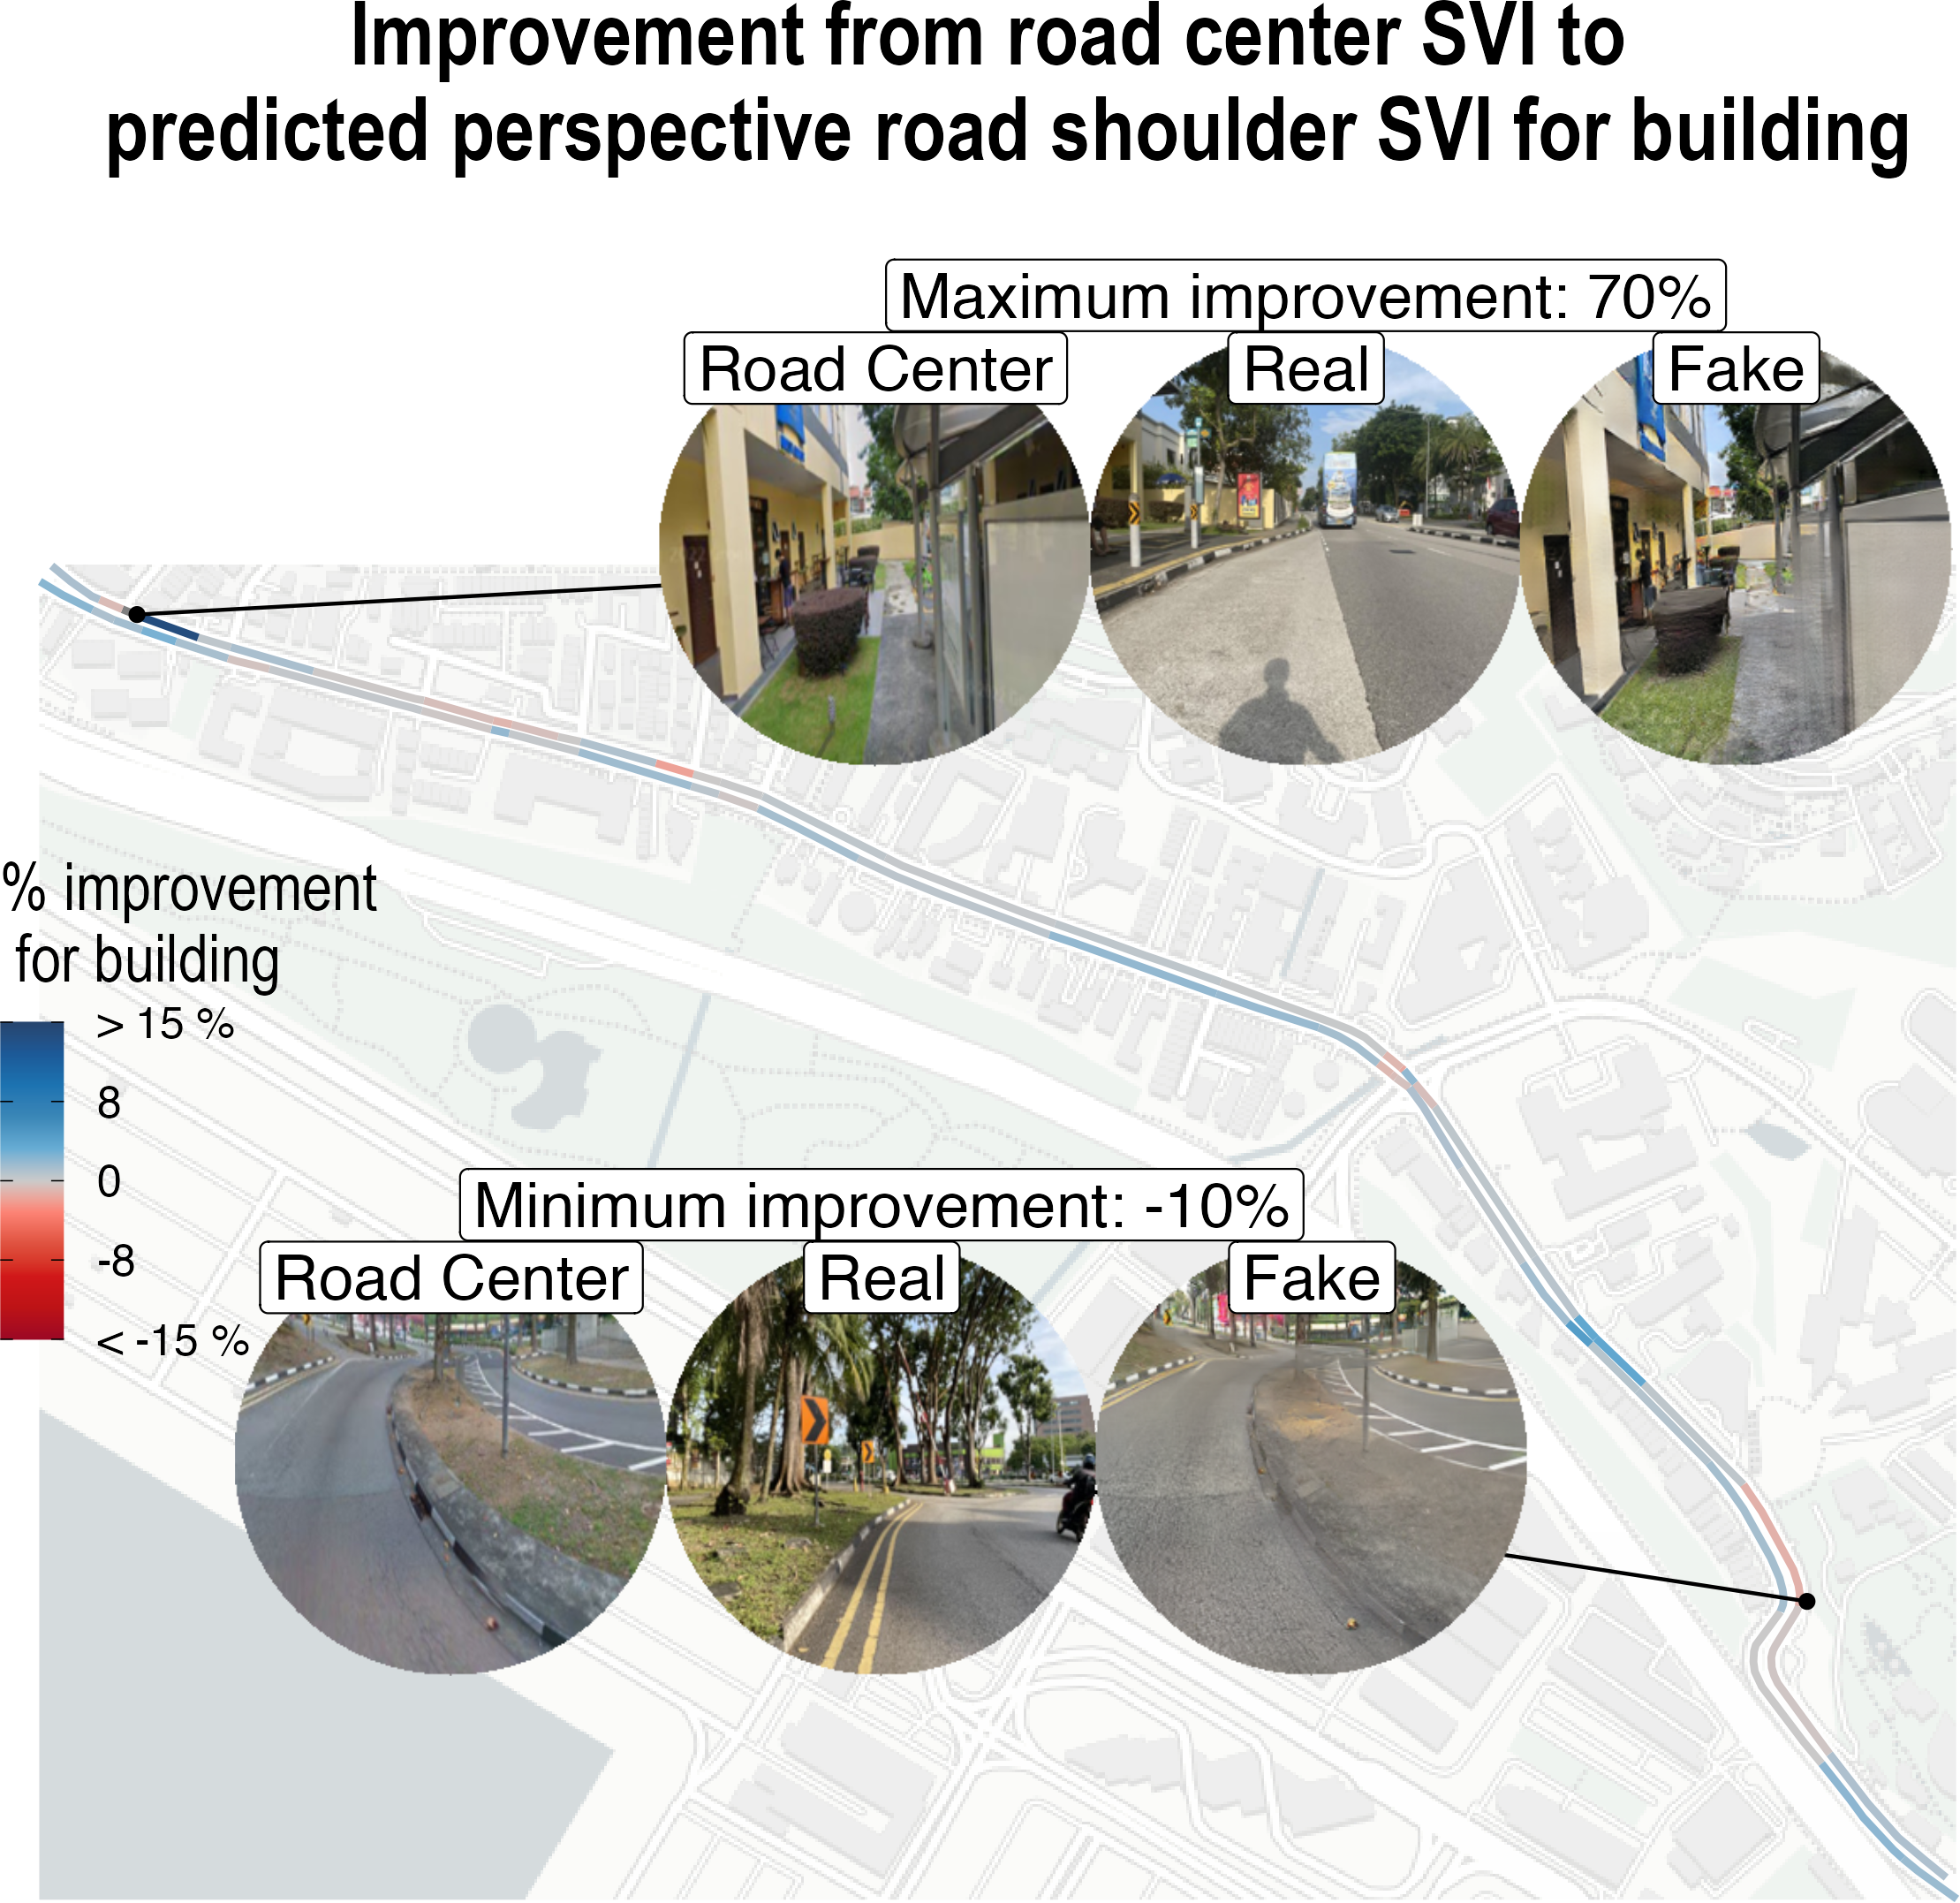 Improvement from road center SVI to
predicted perspective road shoulder SVI for building
Maximum improvement: 70%
Road Center
Real
Fake
% improvement
for building
> 15 %
8
0
-8
< -15 %
Minimum improvement: -10%
Road Center
Real
Fake